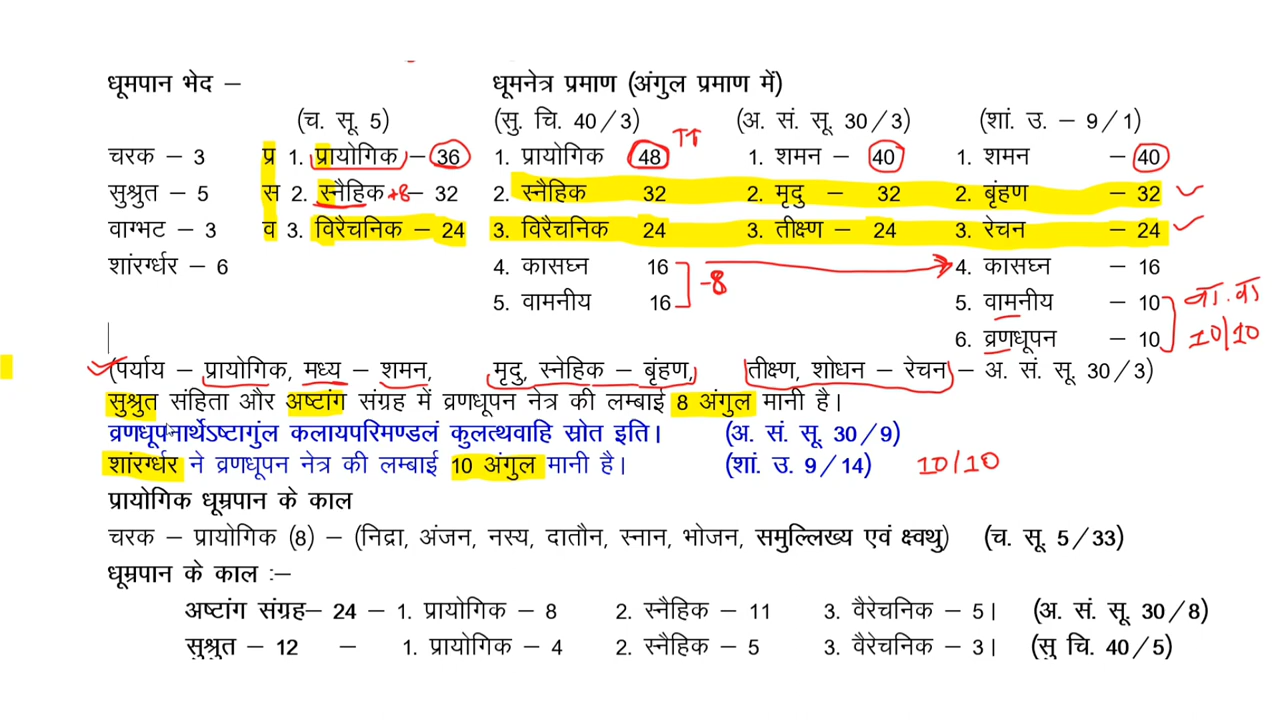 धूमपान भेद – धूमनेत्र प्रमाण (अंगुल प्रमाण में)
(च. सू. 5) (सु. चि. 40/3) (अ. सं. सू. 30/3) (शां. उ. – 9/1)
चरक – 3 प्र 1. प्रायोगिक – 36 1. प्रायोगिक 48 ↑↑ 1. शमन – 40 1. शमन – 40
सुश्रुत – 5 स 2. स्नैहिक +8 – 32 2. स्नैहिक 32 2. मृदु – 32 2. बृंहण – 32
वाग्भट – 3 व 3. विरैचनिक – 24 3. विरैचनिक 24 3. तीक्ष्ण – 24 3. रेचन – 24
शांरर्ग्धर – 6 4. कासघ्न 16 4. कासघ्न – 16
5. वामनीय 16 -8 5. वामनीय – 10 वा. वा
6. व्रणधूपन – 10 10/10
(पर्याय – प्रायोगिक, मध्य – शमन, मृदु, स्नेहिक – बृंहण, तीक्ष्ण, शोधन – रेचन – अ. सं. सू. 30/3)
सुश्रुत संहिता और अष्टांग संग्रह में व्रणधूपन नेत्र की लम्बाई 8 अंगुल मानी है।
व्रणधूपनार्थेऽष्टागुंल कलायपरिमण्डलं कुलत्थवाहि स्रोत इति। (अ. सं. सू. 30/9)
शांरर्ग्धर ने व्रणधूपन नेत्र की लम्बाई 10 अंगुल मानी है। (शां. उ. 9/14) 10/10
प्रायोगिक धूम्रपान के काल
चरक – प्रायोगिक (8) – (निद्रा, अंजन, नस्य, दातौन, स्नान, भोजन, समुल्लिख्य एवं क्ष्वथु) (च. सू. 5/33)
धूम्रपान के काल :–
अष्टांग संग्रह– 24 – 1. प्रायोगिक – 8 2. स्नैहिक – 11 3. वैरेचनिक – 5। (अ. सं. सू. 30/8)
सुश्रुत – 12 – 1. प्रायोगिक – 4 2. स्नैहिक – 5 3. वैरेचनिक – 3। (सु चि. 40/5)